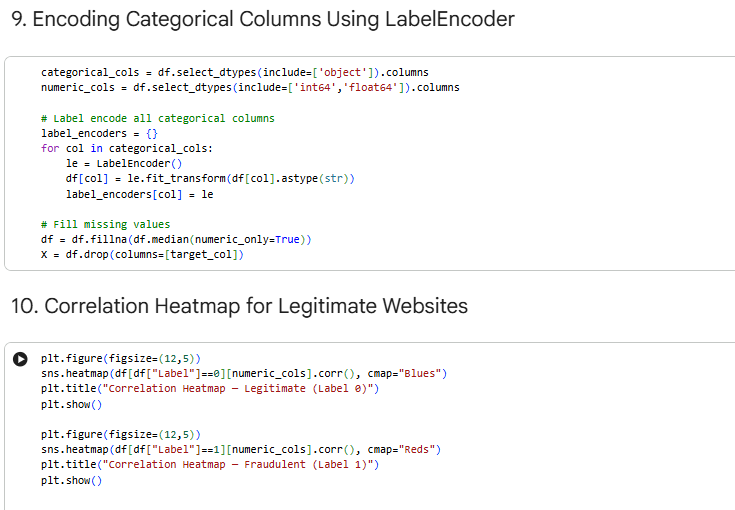 9. Encoding Categorical Columns Using LabelEncoder
categorical_cols = df.select_dtypes(include=['object']).columns
numeric_cols = df.select_dtypes(include=['int64','float64']).columns
# Label encode all categorical columns
label_encoders = {}
for col in categorical_cols:
    le = LabelEncoder()
    df[col] = le.fit_transform(df[col].astype(str))
    label_encoders[col] = le
# Fill missing values
df = df.fillna(df.median(numeric_only=True))
X = df.drop(columns=[target_col])
10. Correlation Heatmap for Legitimate Websites
plt.figure(figsize=(12,5))
sns.heatmap(df[df["Label"]==0][numeric_cols].corr(), cmap="Blues")
plt.title("Correlation Heatmap – Legitimate (Label 0)")
plt.show()
plt.figure(figsize=(12,5))
sns.heatmap(df[df["Label"]==1][numeric_cols].corr(), cmap="Reds")
plt.title("Correlation Heatmap – Fraudulent (Label 1)")
plt.show()